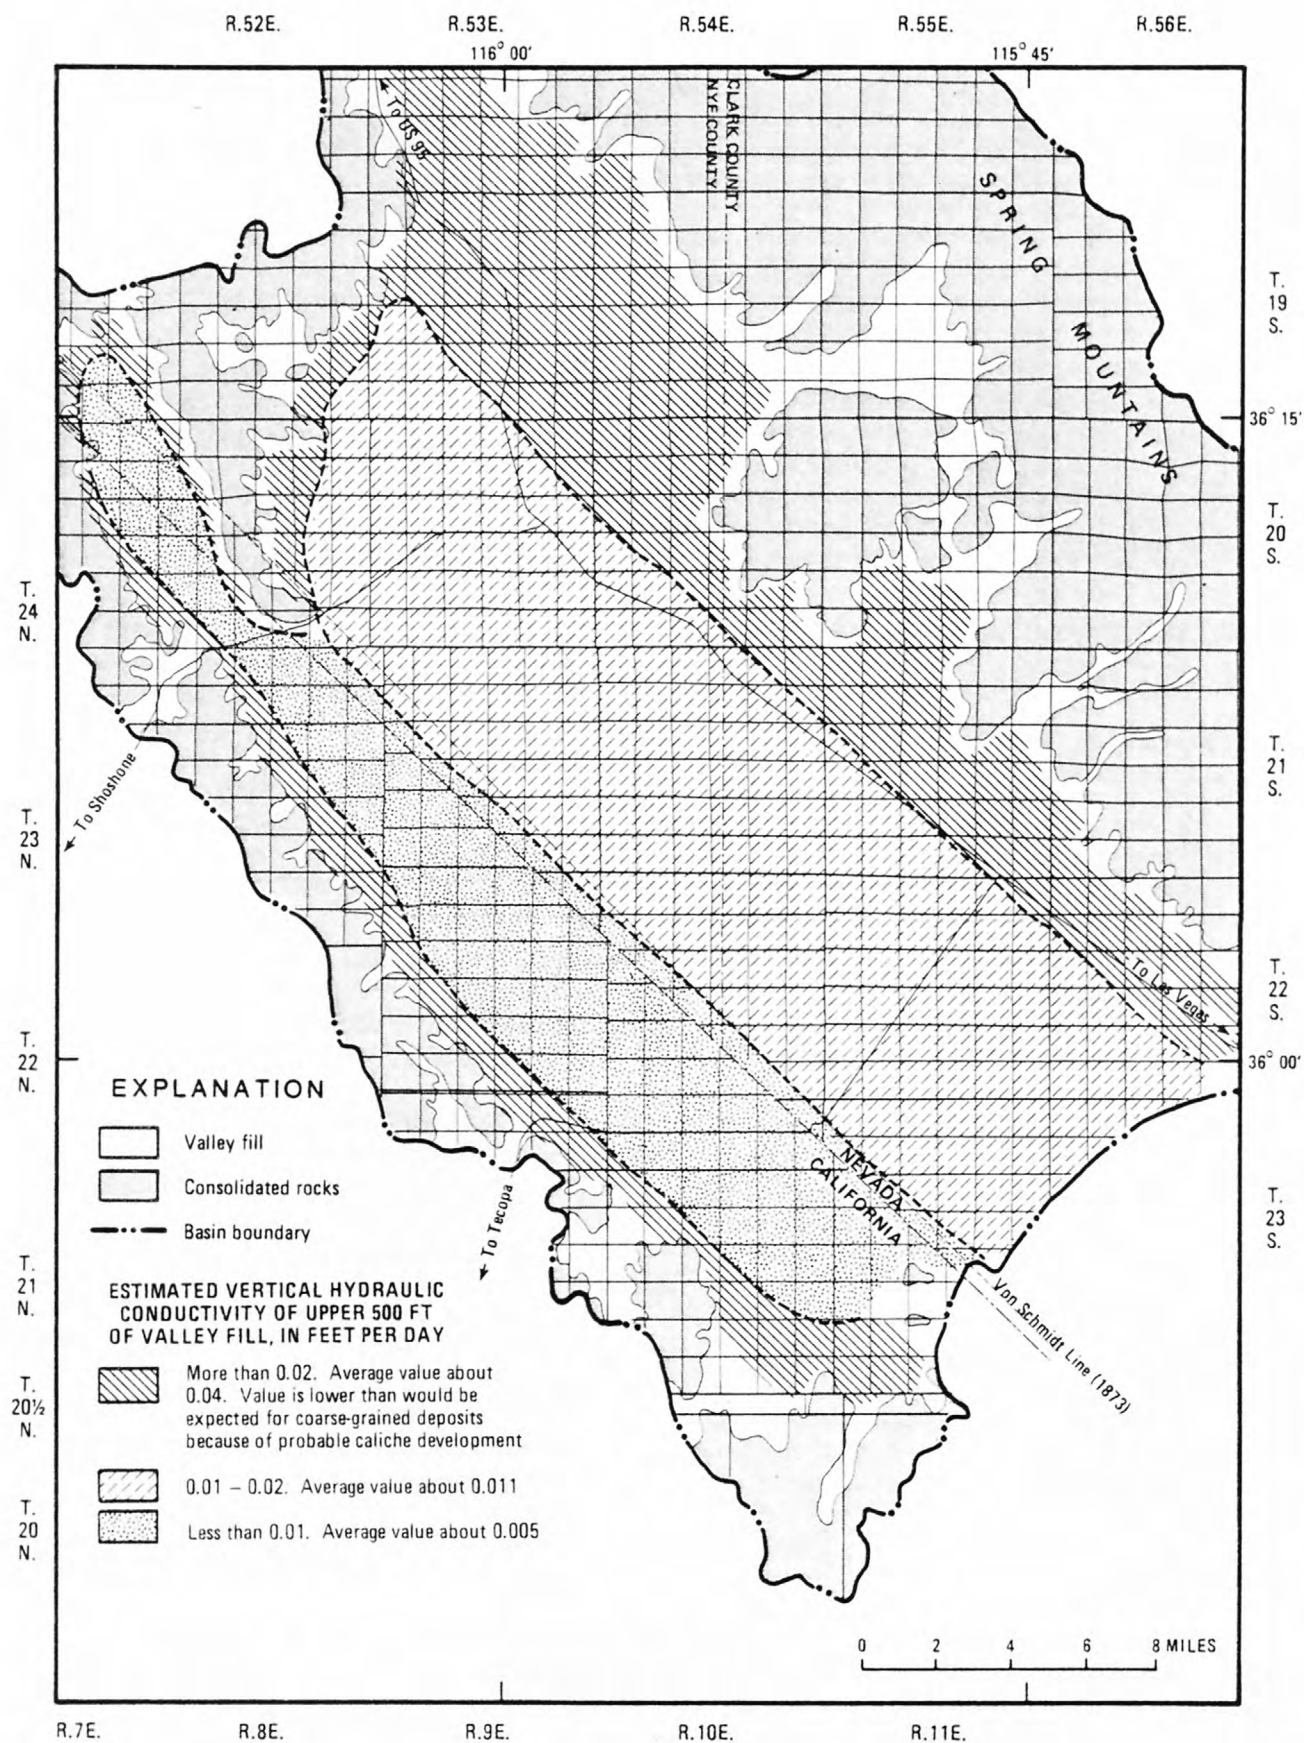 R.52E. R.53E. R.54E. R.55E. R.56E.
116° 00' 115° 45'
To US 95
CLARK COUNTY
NYE COUNTY
SPRING
MOUNTAINS
T.
19
S.
36° 15'
T.
20
S.
T.
24
N.
T.
21
S.
To Shoshone
T.
23
N.
To Las Vegas
T.
22
S.
T.
22
N.
36° 00'
EXPLANATION
Valley fill
Consolidated rocks
Basin boundary
NEVADA
CALIFORNIA
To Tecopa
T.
23
S.
T.
21
N.
Von Schmidt Line (1873)
ESTIMATED VERTICAL HYDRAULIC
CONDUCTIVITY OF UPPER 500 FT
OF VALLEY FILL, IN FEET PER DAY
More than 0.02. Average value about
0.04. Value is lower than would be
expected for coarse-grained deposits
because of probable caliche development
T.
20½
N.
0.01 – 0.02. Average value about 0.011
Less than 0.01. Average value about 0.005
T.
20
N.
0 2 4 6 8 MILES
R.7E. R.8E. R.9E. R.10E. R.11E.